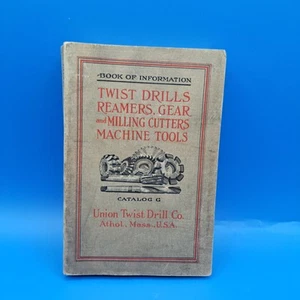 BOOK OF INFORMATION
TWIST DRILLS
REAMERS, GEAR
and MILLING CUTTERS
MACHINE TOOLS
CATALOG G
Union Twist Drill Co.
Athol, Mass., U.S.A.